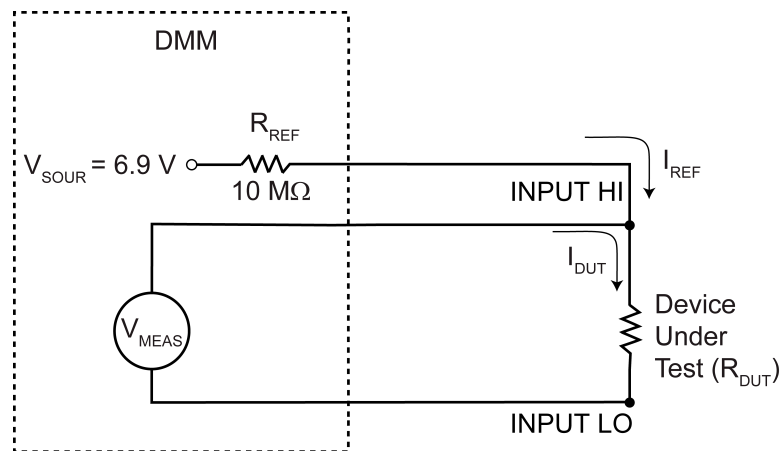 DMM
R_REF
V_SOUR = 6.9 V
10 MΩ
I_REF
INPUT HI
I_DUT
V_MEAS
Device
Under
Test (R_DUT)
INPUT LO